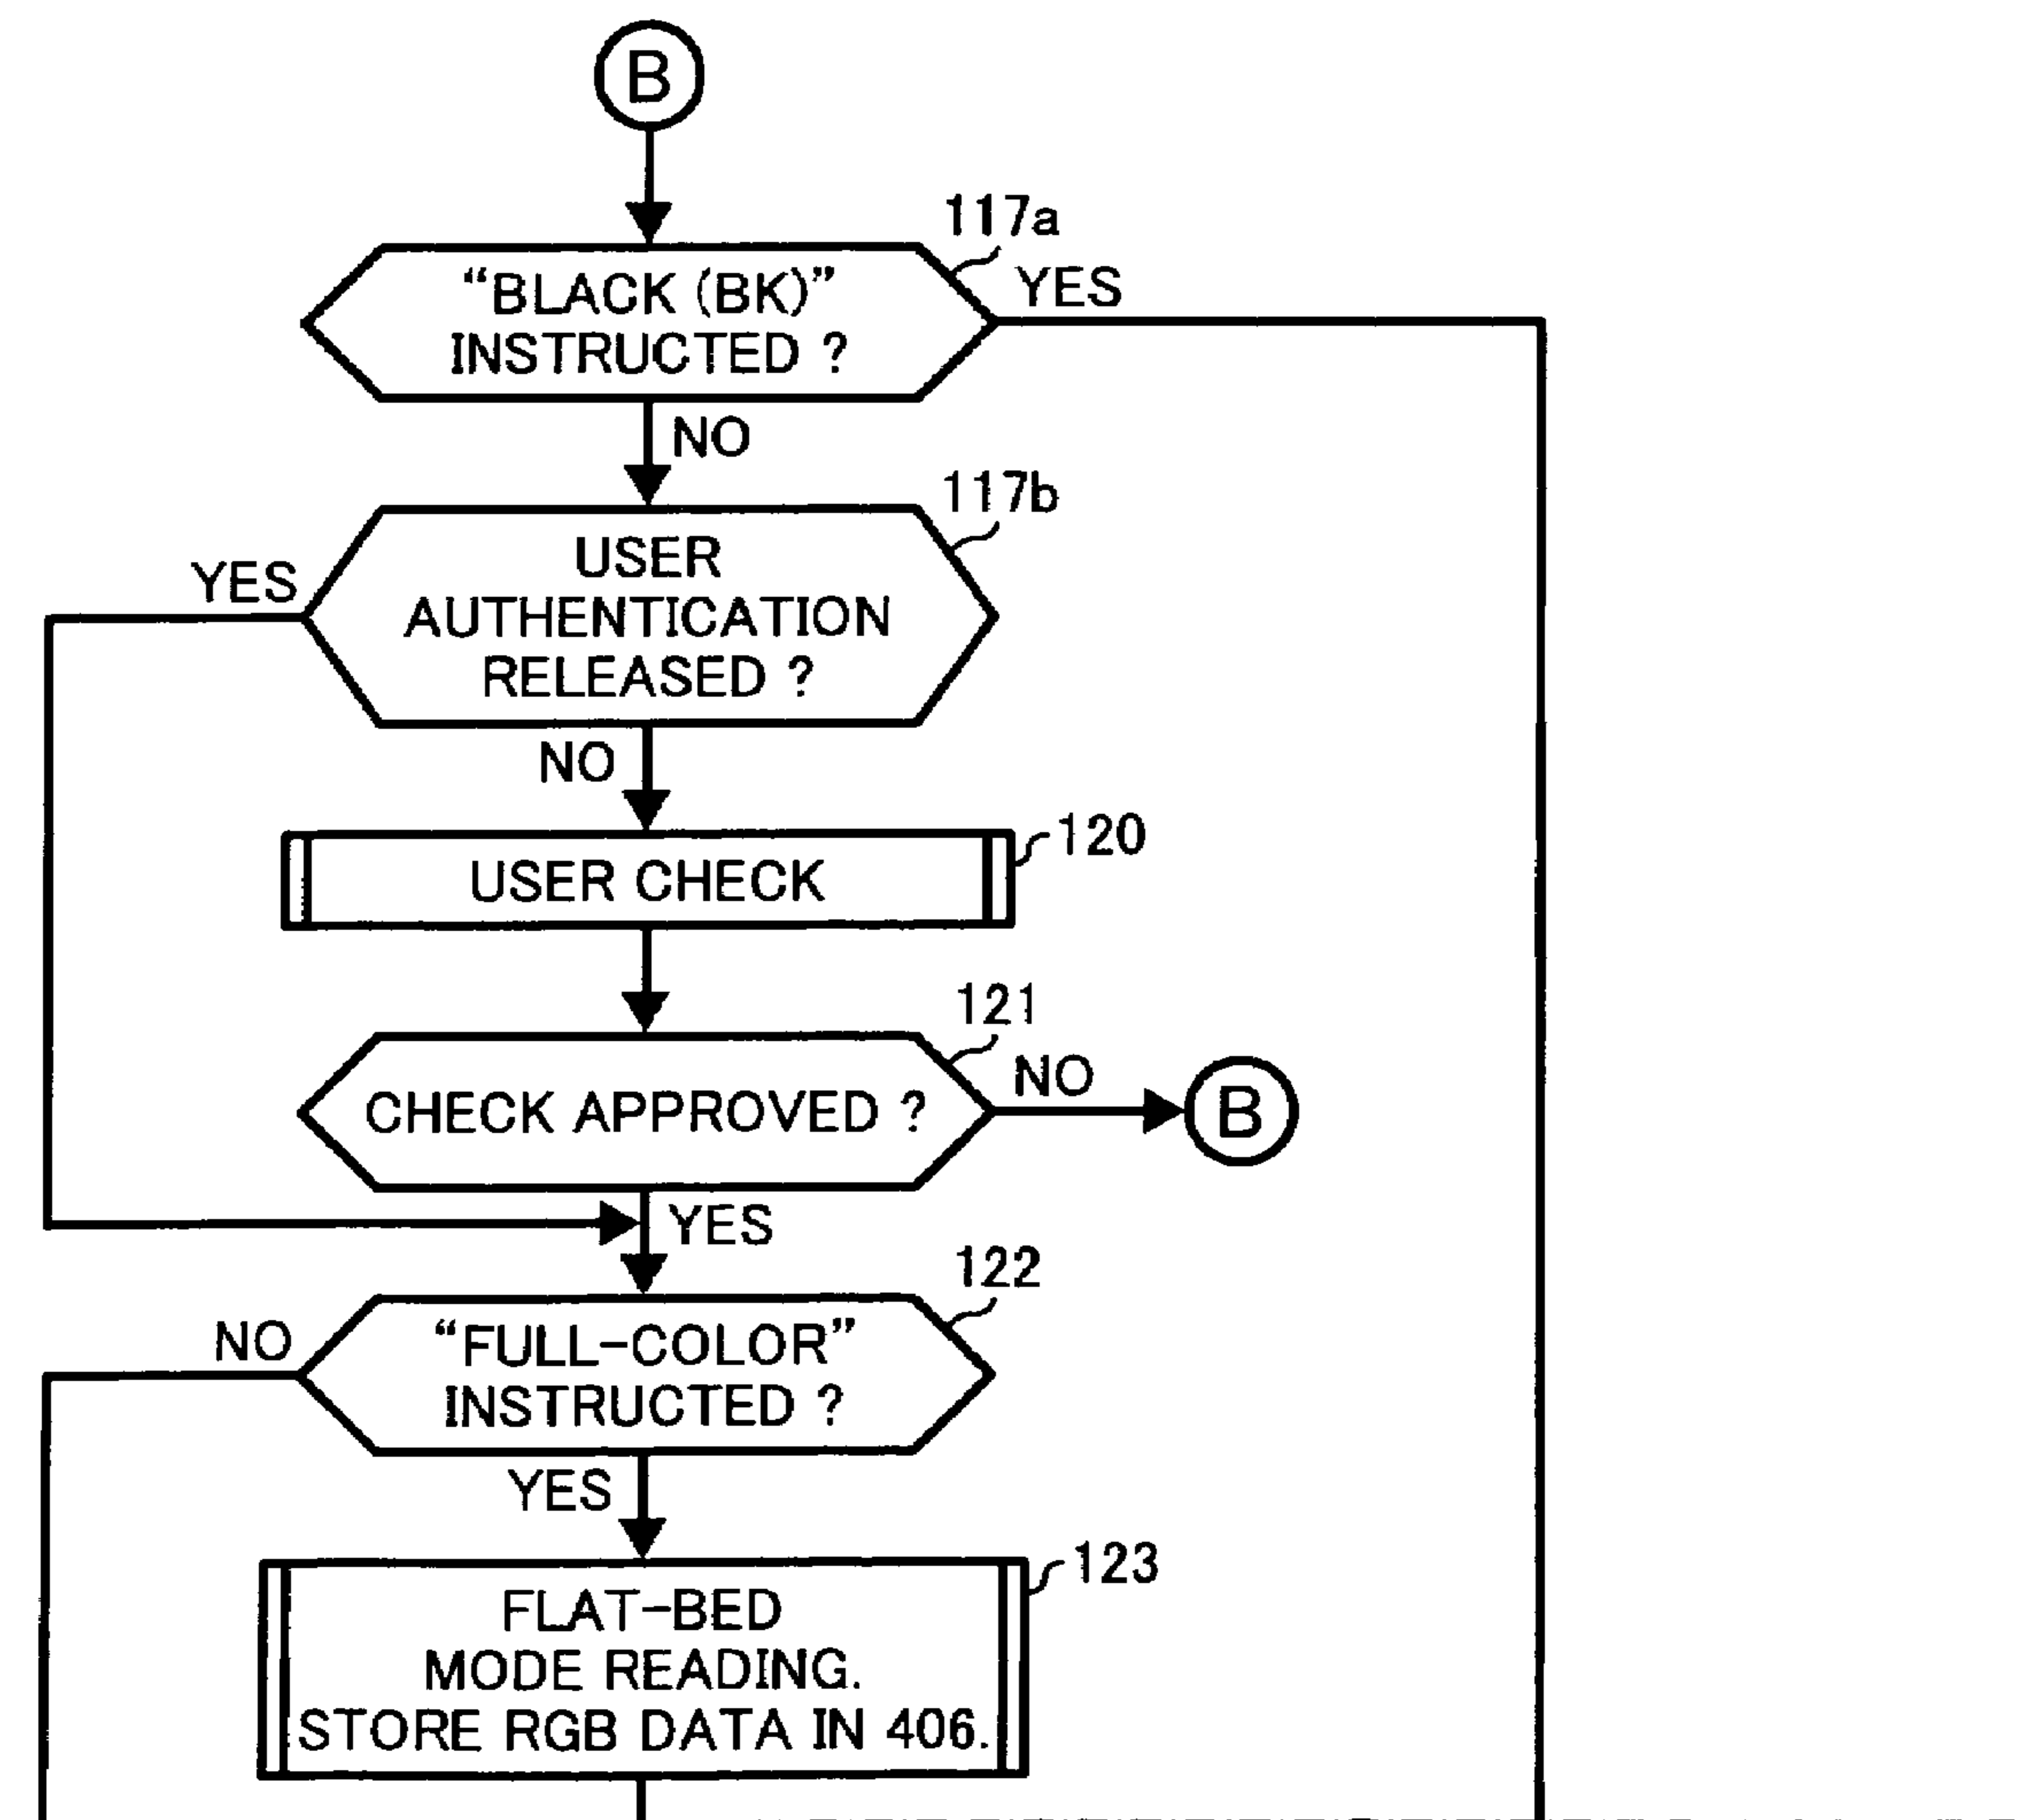 B
117a
"BLACK (BK)"
INSTRUCTED ?
YES
NO
117b
USER
AUTHENTICATION
RELEASED ?
YES
NO
120
USER CHECK
121
CHECK APPROVED ?
NO
B
YES
122
"FULL-COLOR"
INSTRUCTED ?
NO
YES
123
FLAT-BED
MODE READING.
STORE RGB DATA IN 406.